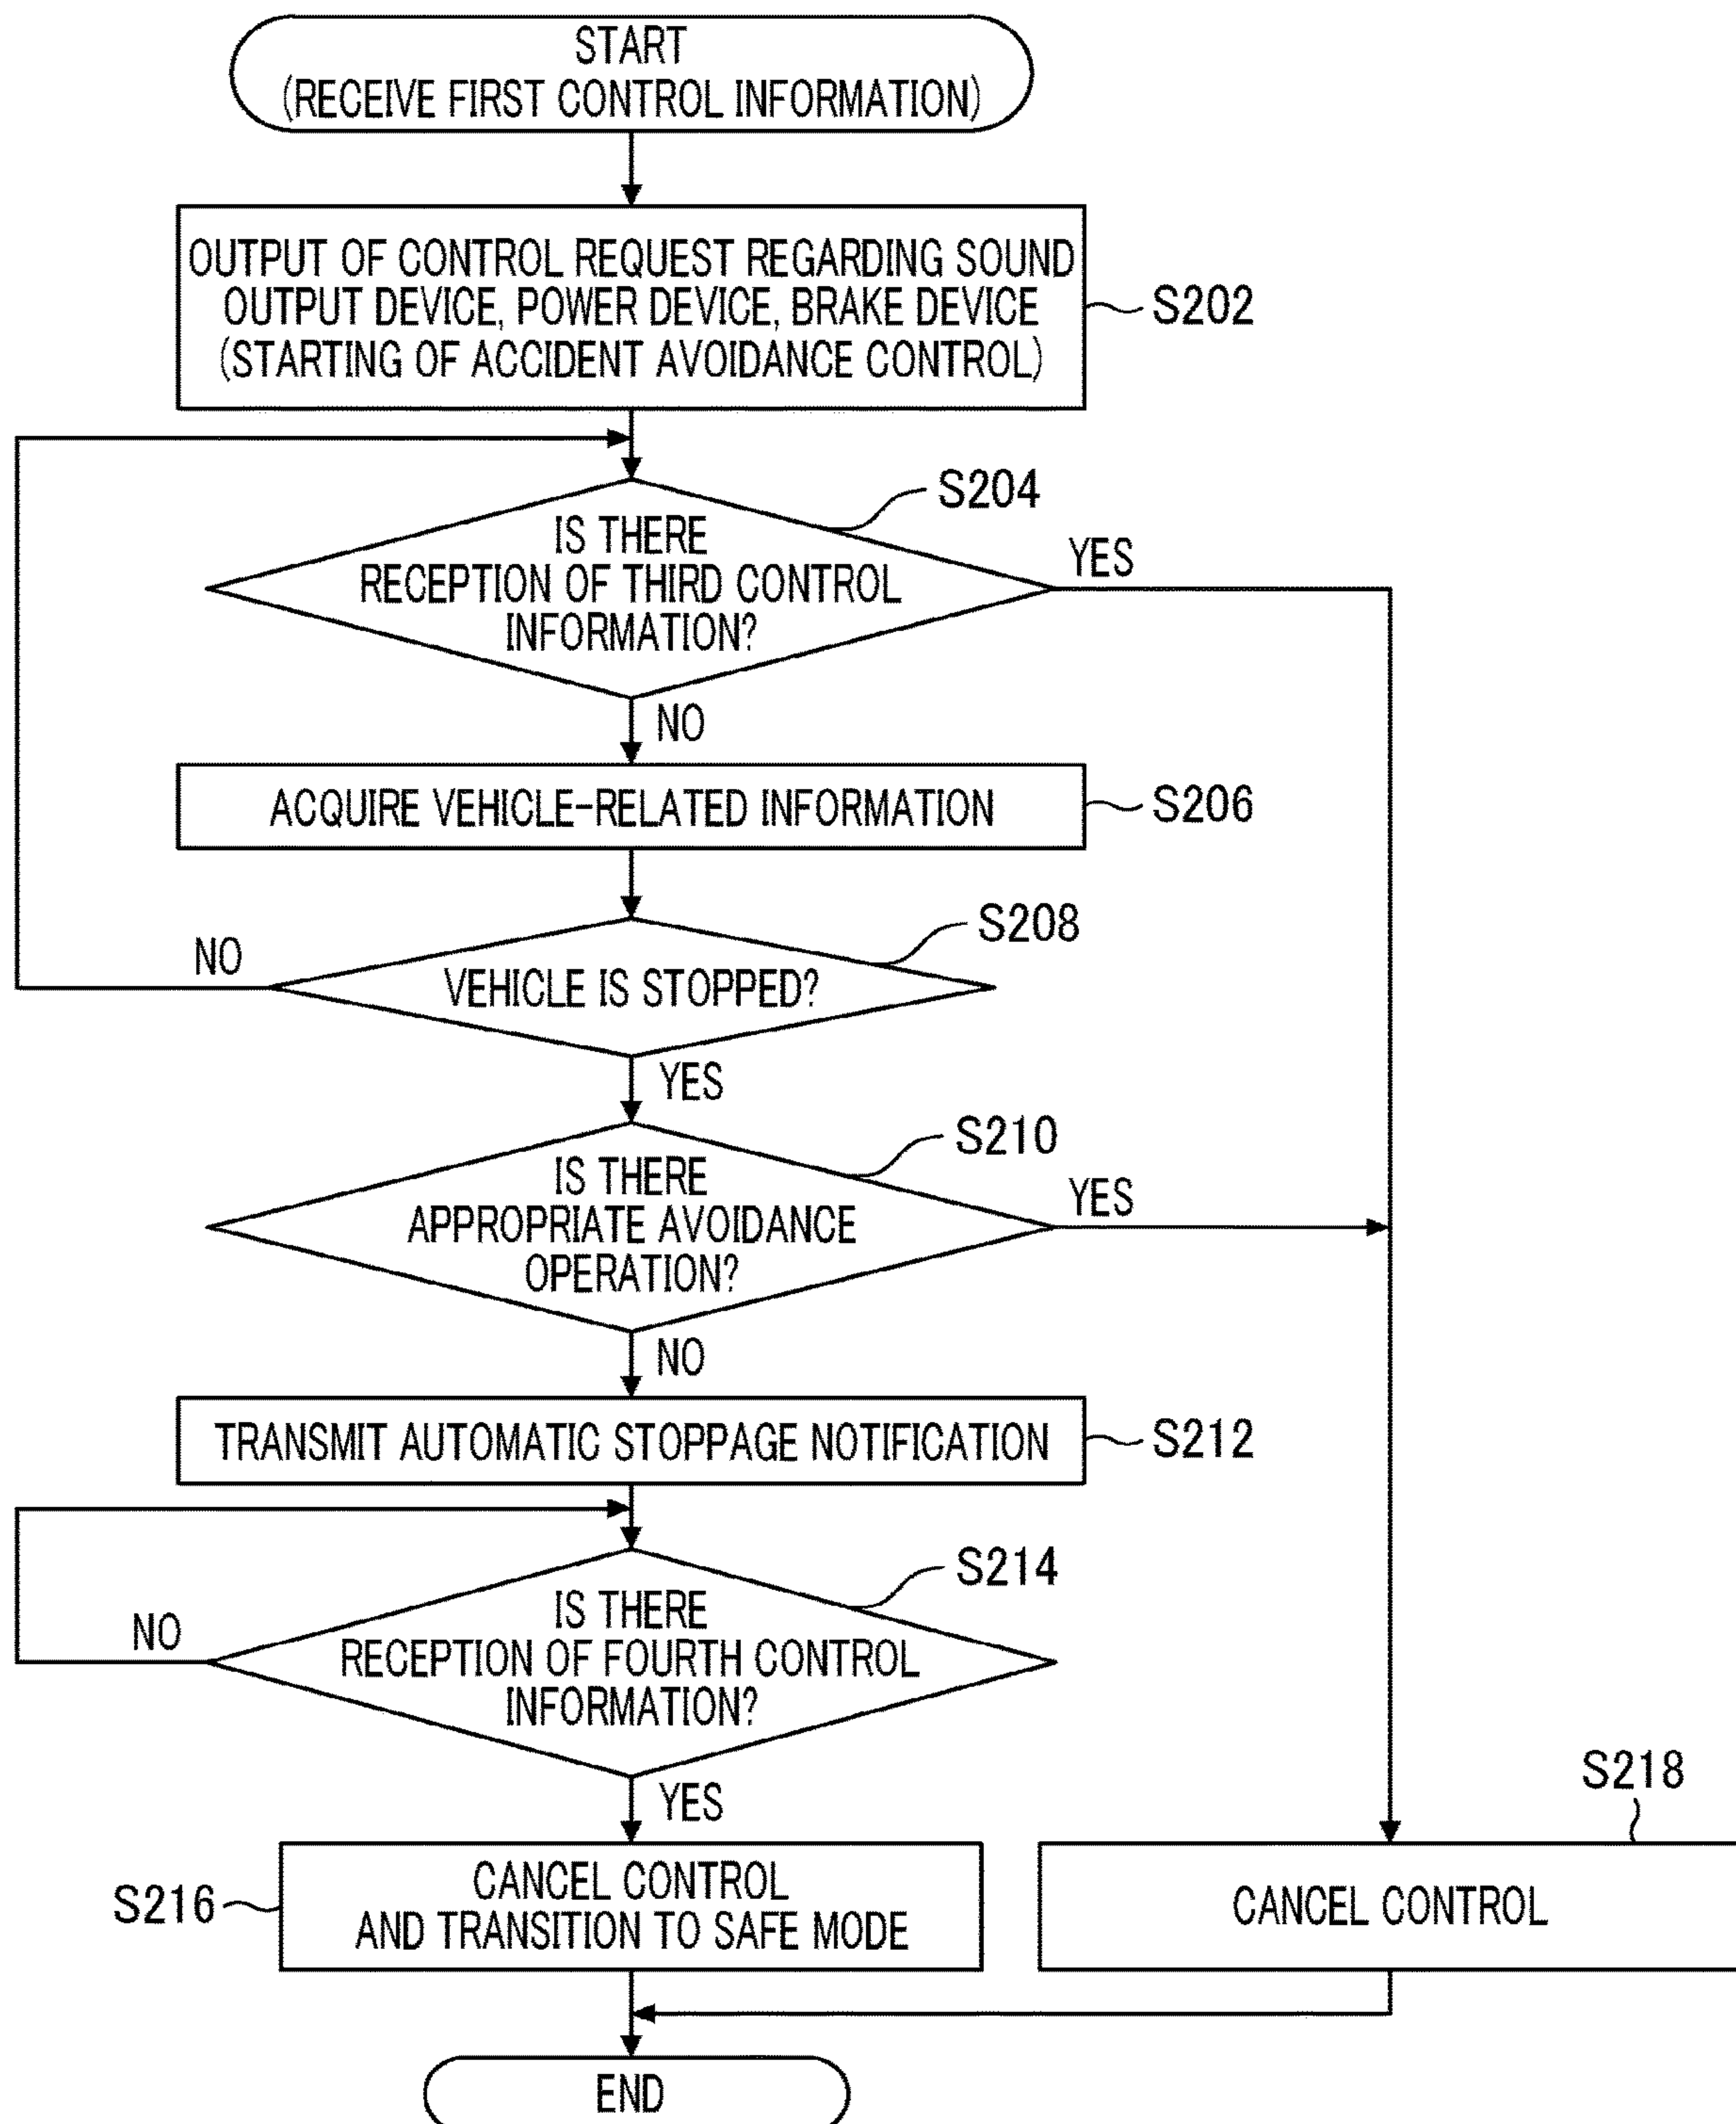 START
(RECEIVE FIRST CONTROL INFORMATION)
OUTPUT OF CONTROL REQUEST REGARDING SOUND
OUTPUT DEVICE, POWER DEVICE, BRAKE DEVICE
(STARTING OF ACCIDENT AVOIDANCE CONTROL)
S202
S204
IS THERE
RECEPTION OF THIRD CONTROL
INFORMATION?
YES
NO
ACQUIRE VEHICLE-RELATED INFORMATION
S206
S208
NO
VEHICLE IS STOPPED?
YES
S210
IS THERE
APPROPRIATE AVOIDANCE
OPERATION?
YES
NO
TRANSMIT AUTOMATIC STOPPAGE NOTIFICATION
S212
S214
IS THERE
RECEPTION OF FOURTH CONTROL
INFORMATION?
NO
YES
S216
CANCEL CONTROL
AND TRANSITION TO SAFE MODE
S218
CANCEL CONTROL
END